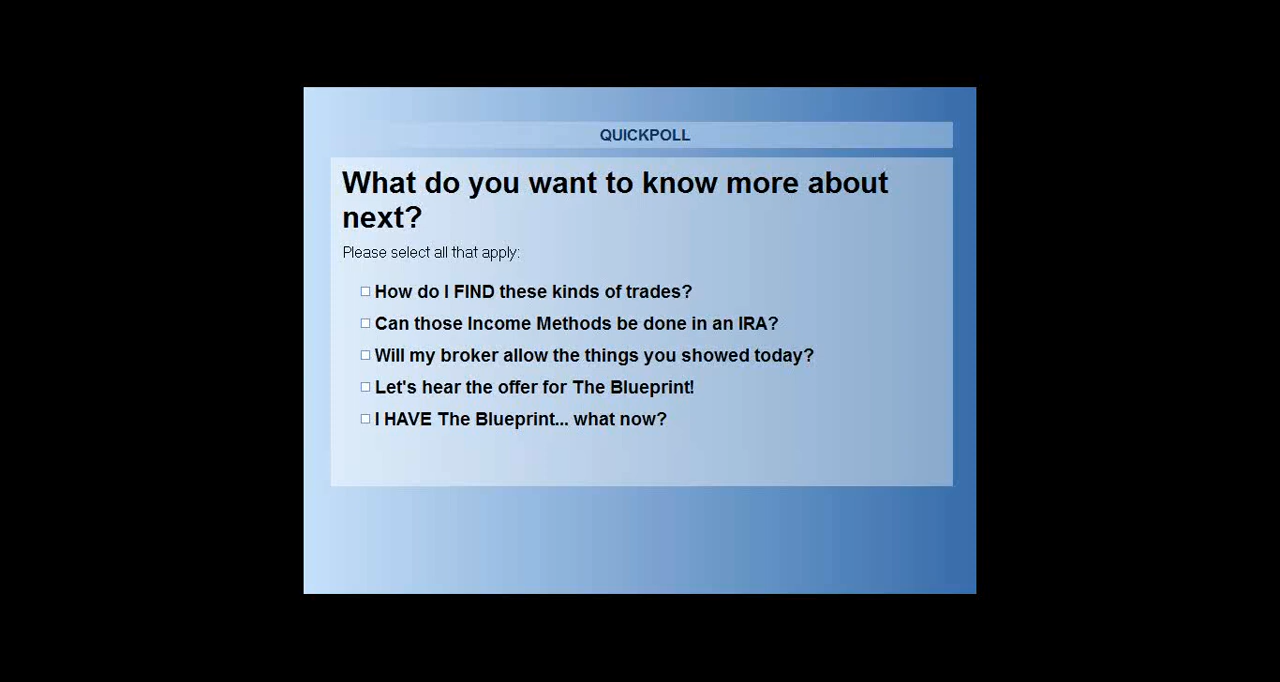 QUICKPOLL
What do you want to know more about
next?
Please select all that apply:
How do I FIND these kinds of trades?
Can those Income Methods be done in an IRA?
Will my broker allow the things you showed today?
Let's hear the offer for The Blueprint!
I HAVE The Blueprint... what now?